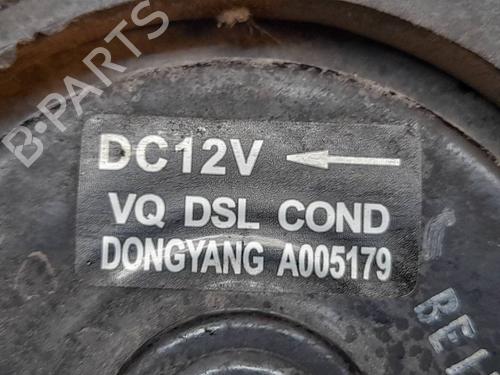 B-PARTS
DC12V ←
VQ DSL COND
DONGYANG A005179